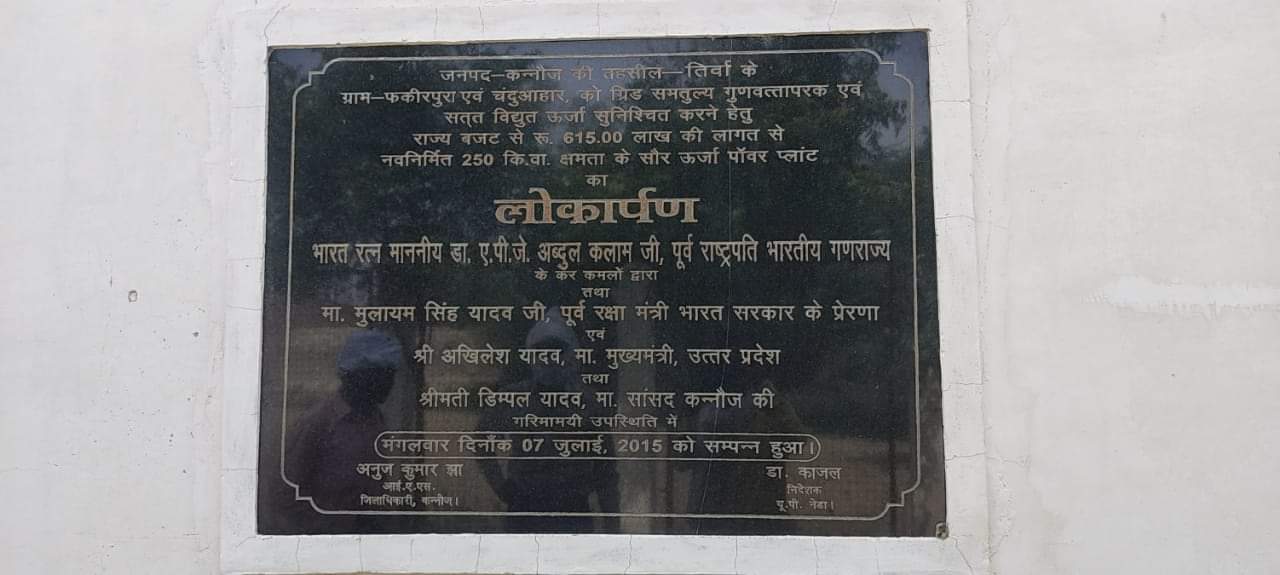 जनपद–कन्नौज की तहसील–तिर्वा के
ग्राम–फकीरपुरा एवं चंदुआहार, को ग्रिड समतुल्य गुणवत्तापरक एवं
सत्त विद्युत ऊर्जा सुनिश्चित करने हेतु
राज्य बजट से रू. 615.00 लाख की लागत से
नवनिर्मित 250 कि.वा. क्षमता के सौर ऊर्जा पॉवर प्लांट
का
लोकार्पण
भारत रत्न माननीय डा. ए.पी.जे. अब्दुल कलाम जी, पूर्व राष्ट्रपति भारतीय गणराज्य
के कर कमलों द्वारा
तथा
मा. मुलायम सिंह यादव जी, पूर्व रक्षा मंत्री भारत सरकार के प्रेरणा
एवं
श्री अखिलेश यादव, मा. मुख्यमंत्री, उत्तर प्रदेश
तथा
श्रीमती डिम्पल यादव, मा. सांसद कन्नौज की
गरिमामयी उपस्थिति में
मंगलवार दिनाँक 07 जुलाई, 2015 को सम्पन्न हुआ।
अनुज कुमार झा
आई.ए.एस.
जिलाधिकारी, कन्नौज।
डा. काजल
निदेशक
यू.पी. नेडा।